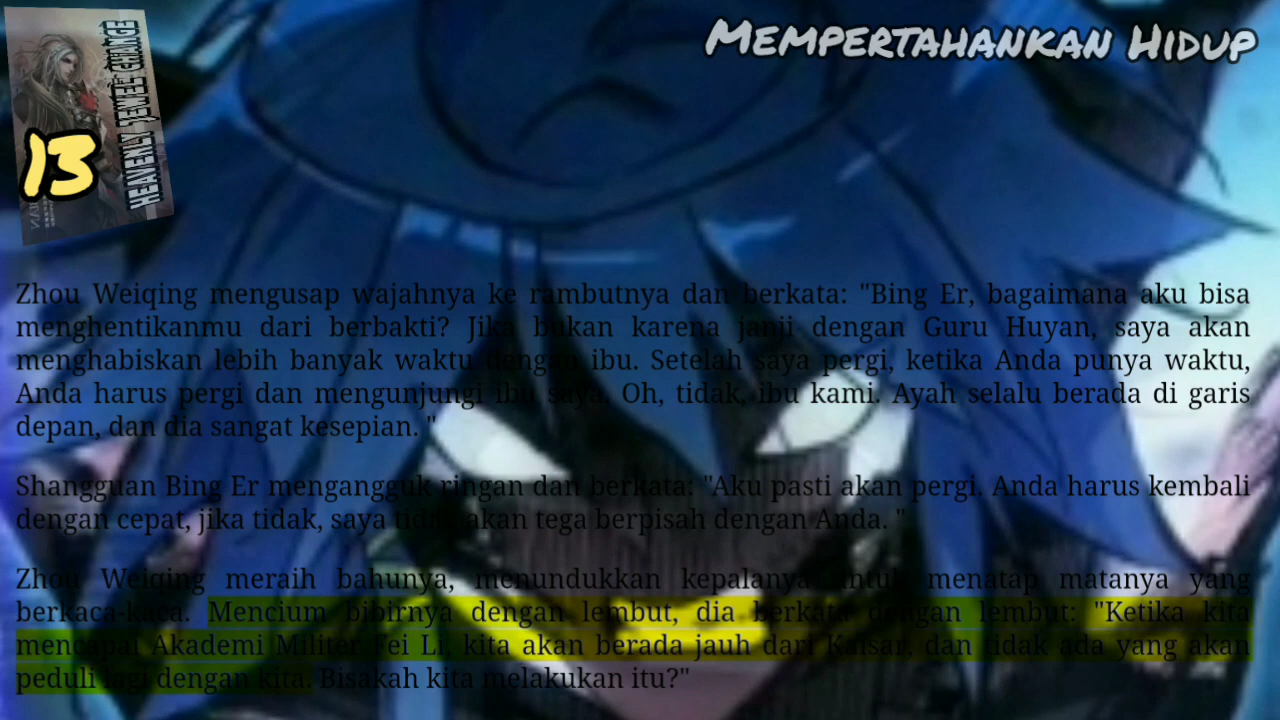 Mempertahankan Hidup
HEAVENLY JEWEL CHANGE
13
Zhou Weiqing mengusap wajahnya ke rambutnya dan berkata: "Bing Er, bagaimana aku bisa
menghentikanmu dari berbakti? Jika bukan karena janji dengan Guru Huyan, saya akan
menghabiskan lebih banyak waktu dengan ibu. Setelah saya pergi, ketika Anda punya waktu,
Anda harus pergi dan mengunjungi ibu saya. Oh, tidak, ibu kami. Ayah selalu berada di garis
depan, dan dia sangat kesepian. "
Shangguan Bing Er mengangguk ringan dan berkata: "Aku pasti akan pergi. Anda harus kembali
dengan cepat, jika tidak, saya tidak akan tega berpisah dengan Anda. "
Zhou Weiqing meraih bahunya, menundukkan kepalanya untuk menatap matanya yang
berkaca-kaca. Mencium bibirnya dengan lembut, dia berkata dengan lembut: "Ketika kita
mencapai Akademi Militer Fei Li, kita akan berada jauh dari Kaisar, dan tidak ada yang akan
peduli lagi dengan kita. Bisakah kita melakukan itu?"